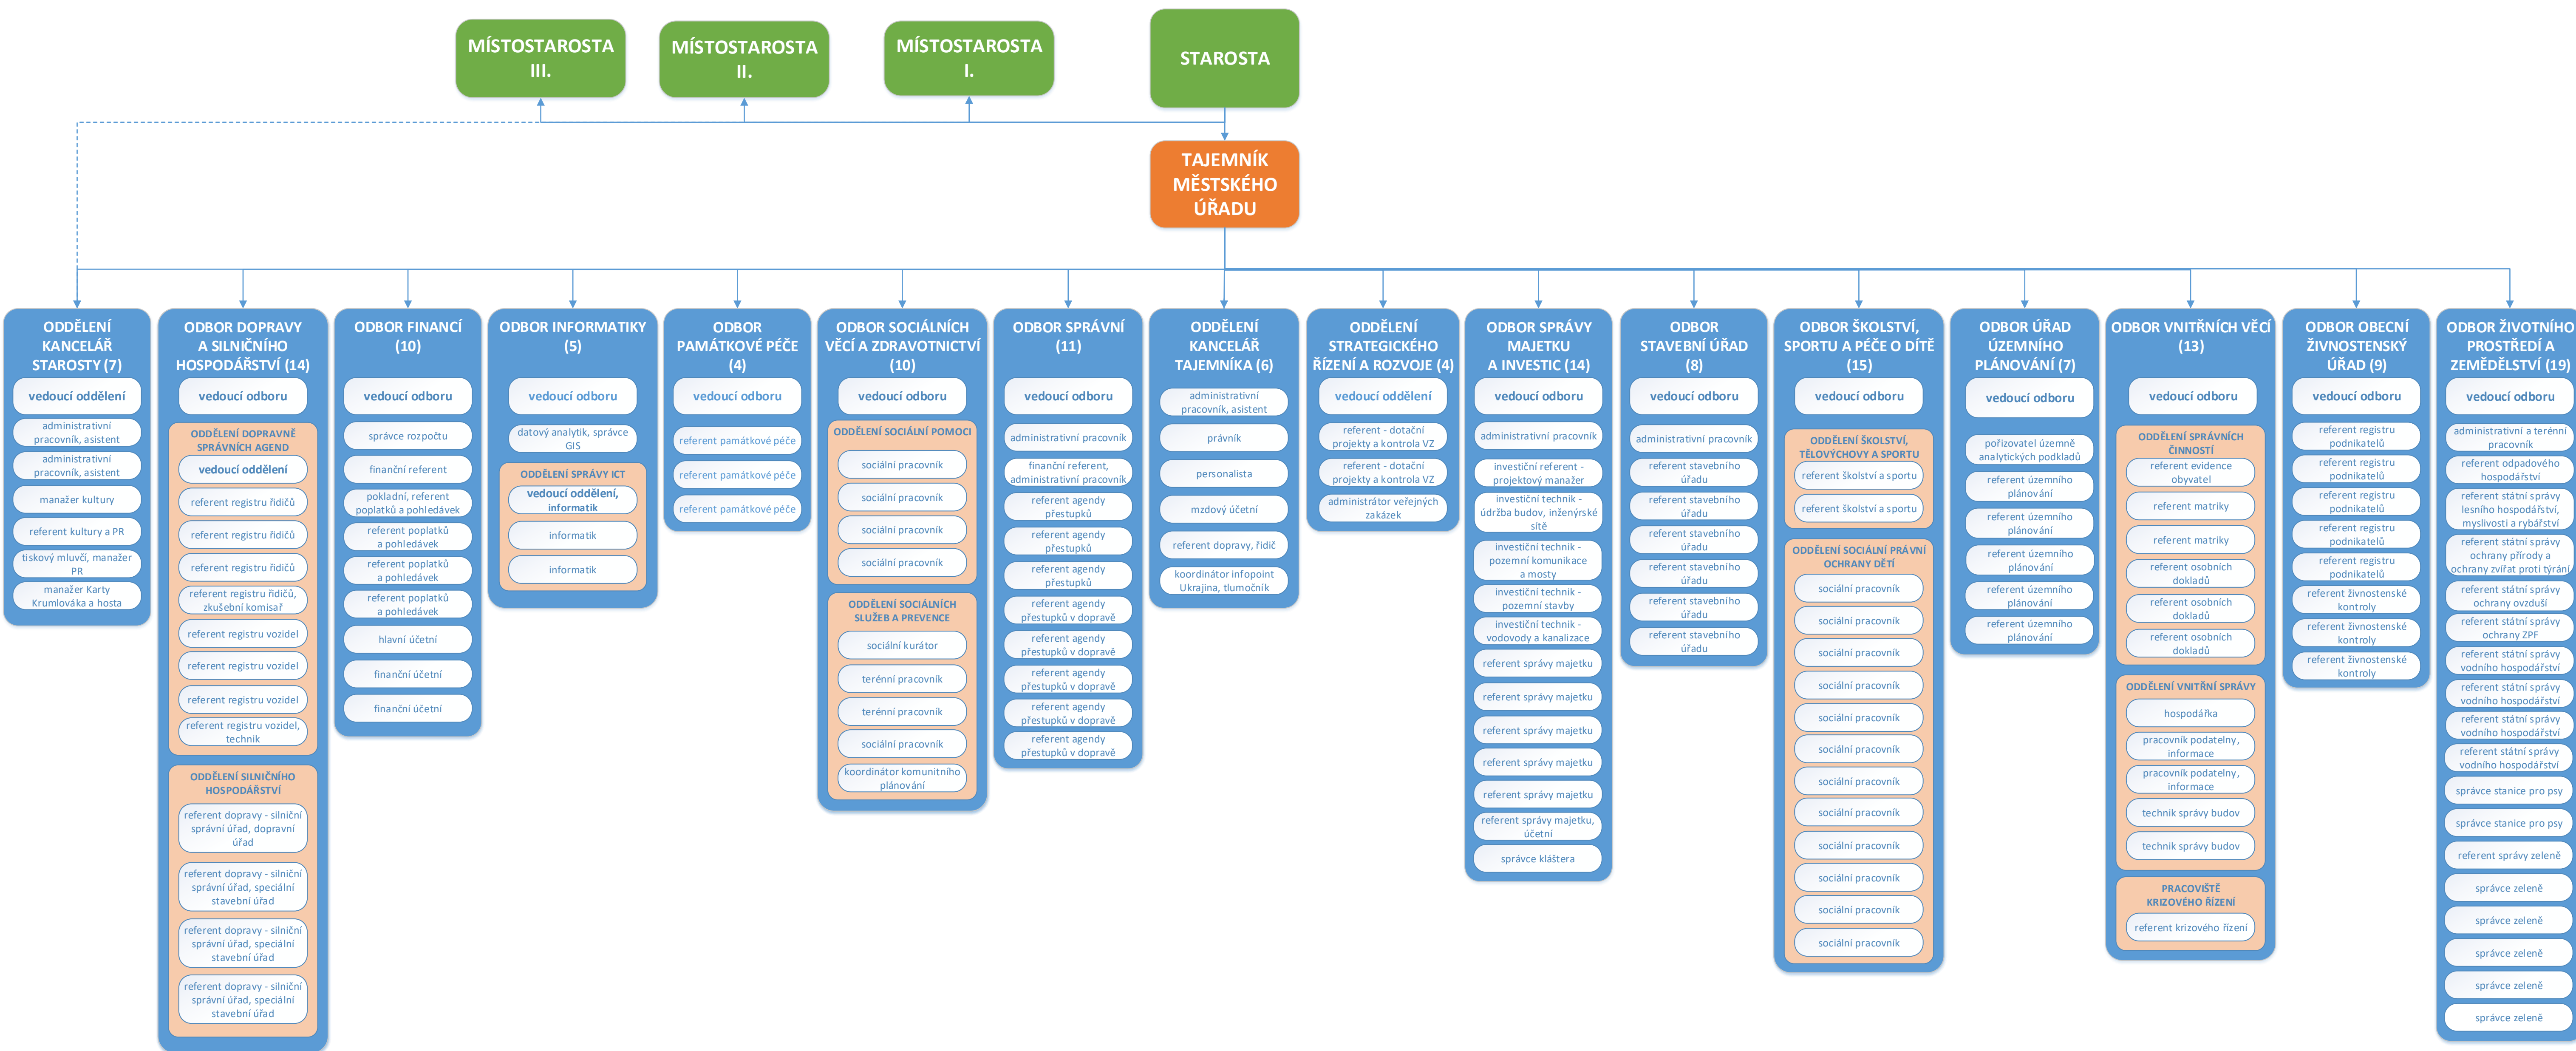 MÍSTOSTAROSTA
III.
MÍSTOSTAROSTA
II.
MÍSTOSTAROSTA
I.
STAROSTA
TAJEMNÍK
MĚSTSKÉHO
ÚŘADU
ODDĚLENÍ
KANCELÁŘ
STAROSTY (7)
vedoucí oddělení
administrativní
pracovník, asistent
administrativní
pracovník, asistent
manažer kultury
referent kultury a PR
tiskový mluvčí, manažer
PR
manažer Karty
Krumlováka a hosta
ODBOR DOPRAVY
A SILNIČNÍHO
HOSPODÁŘSTVÍ (14)
vedoucí odboru
ODDĚLENÍ DOPRAVNĚ
SPRÁVNÍCH AGEND
vedoucí oddělení
referent registru řidičů
referent registru řidičů
referent registru řidičů
referent registru řidičů,
zkušební komisař
referent registru vozidel
referent registru vozidel
referent registru vozidel
referent registru vozidel,
technik
ODDĚLENÍ SILNIČNÍHO
HOSPODÁŘSTVÍ
referent dopravy - silniční
správní úřad, dopravní
úřad
referent dopravy - silniční
správní úřad, speciální
stavební úřad
referent dopravy - silniční
správní úřad, speciální
stavební úřad
referent dopravy - silniční
správní úřad, speciální
stavební úřad
ODBOR FINANCÍ
(10)
vedoucí odboru
správce rozpočtu
finanční referent
pokladní, referent
poplatků a pohledávek
referent poplatků
a pohledávek
referent poplatků
a pohledávek
referent poplatků
a pohledávek
hlavní účetní
finanční účetní
finanční účetní
ODBOR INFORMATIKY
(5)
vedoucí odboru
datový analytik, správce
GIS
ODDĚLENÍ SPRÁVY ICT
vedoucí oddělení,
informatik
informatik
informatik
ODBOR
PAMÁTKOVÉ PÉČE
(4)
vedoucí odboru
referent památkové péče
referent památkové péče
referent památkové péče
ODBOR SOCIÁLNÍCH
VĚCÍ A ZDRAVOTNICTVÍ
(10)
vedoucí odboru
ODDĚLENÍ SOCIÁLNÍ POMOCI
sociální pracovník
sociální pracovník
sociální pracovník
sociální pracovník
ODDĚLENÍ SOCIÁLNÍCH
SLUŽEB A PREVENCE
sociální kurátor
terénní pracovník
terénní pracovník
sociální pracovník
koordinátor komunitního
plánování
ODBOR SPRÁVNÍ
(11)
vedoucí odboru
administrativní pracovník
finanční referent,
administrativní pracovník
referent agendy
přestupků
referent agendy
přestupků
referent agendy
přestupků
referent agendy
přestupků v dopravě
referent agendy
přestupků v dopravě
referent agendy
přestupků v dopravě
referent agendy
přestupků v dopravě
referent agendy
přestupků v dopravě
ODDĚLENÍ
KANCELÁŘ
TAJEMNÍKA (6)
administrativní
pracovník, asistent
právník
personalista
mzdový účetní
referent dopravy, řidič
koordinátor infopoint
Ukrajina, tlumočník
ODDĚLENÍ
STRATEGICKÉHO
ŘÍZENÍ A ROZVOJE (4)
vedoucí oddělení
referent - dotační
projekty a kontrola VZ
referent - dotační
projekty a kontrola VZ
administrátor veřejných
zakázek
ODBOR SPRÁVY
MAJETKU
A INVESTIC (14)
vedoucí odboru
administrativní pracovník
investiční referent -
projektový manažer
investiční technik -
údržba budov, inženýrské
sítě
investiční technik -
pozemní komunikace
a mosty
investiční technik -
pozemní stavby
investiční technik -
vodovody a kanalizace
referent správy majetku
referent správy majetku
referent správy majetku
referent správy majetku
referent správy majetku
referent správy majetku,
účetní
správce kláštera
ODBOR
STAVEBNÍ ÚŘAD
(8)
vedoucí odboru
administrativní pracovník
referent stavebního
úřadu
referent stavebního
úřadu
referent stavebního
úřadu
referent stavebního
úřadu
referent stavebního
úřadu
referent stavebního
úřadu
ODBOR ŠKOLSTVÍ,
SPORTU A PÉČE O DÍTĚ
(15)
vedoucí odboru
ODDĚLENÍ ŠKOLSTVÍ,
TĚLOVÝCHOVY A SPORTU
referent školství a sportu
referent školství a sportu
ODDĚLENÍ SOCIÁLNÍ PRÁVNÍ
OCHRANY DĚTÍ
sociální pracovník
sociální pracovník
sociální pracovník
sociální pracovník
sociální pracovník
sociální pracovník
sociální pracovník
sociální pracovník
sociální pracovník
sociální pracovník
sociální pracovník
sociální pracovník
ODBOR ÚŘAD
ÚZEMNÍHO
PLÁNOVÁNÍ (7)
vedoucí odboru
pořizovatel územně
analytických podkladů
referent územního
plánování
referent územního
plánování
referent územního
plánování
referent územního
plánování
referent územního
plánování
ODBOR VNITŘNÍCH VĚCÍ
(13)
vedoucí odboru
ODDĚLENÍ SPRÁVNÍCH
ČINNOSTÍ
referent evidence
obyvatel
referent matriky
referent matriky
referent osobních
dokladů
referent osobních
dokladů
referent osobních
dokladů
ODDĚLENÍ VNITŘNÍ SPRÁVY
hospodářka
pracovník podatelny,
informace
pracovník podatelny,
informace
technik správy budov
technik správy budov
PRACOVIŠTĚ
KRIZOVÉHO ŘÍZENÍ
referent krizového řízení
ODBOR OBECNÍ
ŽIVNOSTENSKÝ
ÚŘAD (9)
vedoucí odboru
referent registru
podnikatelů
referent registru
podnikatelů
referent registru
podnikatelů
referent registru
podnikatelů
referent registru
podnikatelů
referent živnostenské
kontroly
referent živnostenské
kontroly
referent živnostenské
kontroly
ODBOR ŽIVOTNÍHO
PROSTŘEDÍ A
ZEMĚDĚLSTVÍ (19)
vedoucí odboru
administrativní a terénní
pracovník
referent odpadového
hospodářství
referent státní správy
lesního hospodářství,
myslivosti a rybářství
referent státní správy
ochrany přírody a
ochrany zvířat proti týrání
referent státní správy
ochrany ovzduší
referent státní správy
ochrany ZPF
referent státní správy
vodního hospodářství
referent státní správy
vodního hospodářství
referent státní správy
vodního hospodářství
referent státní správy
vodního hospodářství
správce stanice pro psy
správce stanice pro psy
referent správy zeleně
správce zeleně
správce zeleně
správce zeleně
správce zeleně
správce zeleně